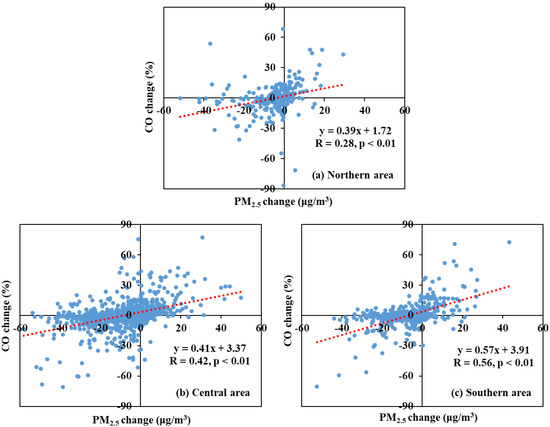 90
60
30
0
-30
-60
-90
-60 -40 -20 0 20 40 60
CO change (%)
y = 0.39x + 1.72
R = 0.28, p < 0.01
(a) Northern area
PM2.5 change (μg/m³)
90
60
30
0
-30
-60
-90
-60 -40 -20 0 20 40 60
CO change (%)
y = 0.41x + 3.37
R = 0.42, p < 0.01
(b) Central area
PM2.5 change (μg/m³)
90
60
30
0
-30
-60
-90
-60 -40 -20 0 20 40 60
CO change (%)
y = 0.57x + 3.91
R = 0.56, p < 0.01
(c) Southern area
PM2.5 change (μg/m³)